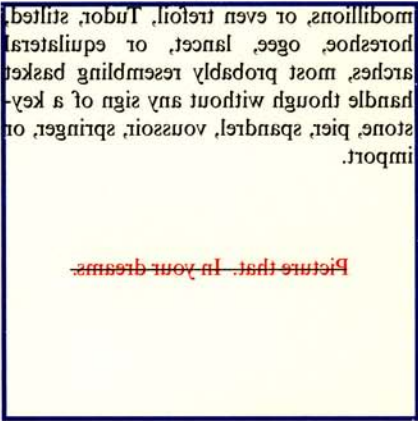 modillions, or even trefoil, Tudor, stilted,
horeshoe, ogee, lancet, or equilateral
arches, most probably resembling basket
handle though without any sign of a key-
stone, pier, spandrel, voussoir, springer, or
import.
Picture that. In your dreams.